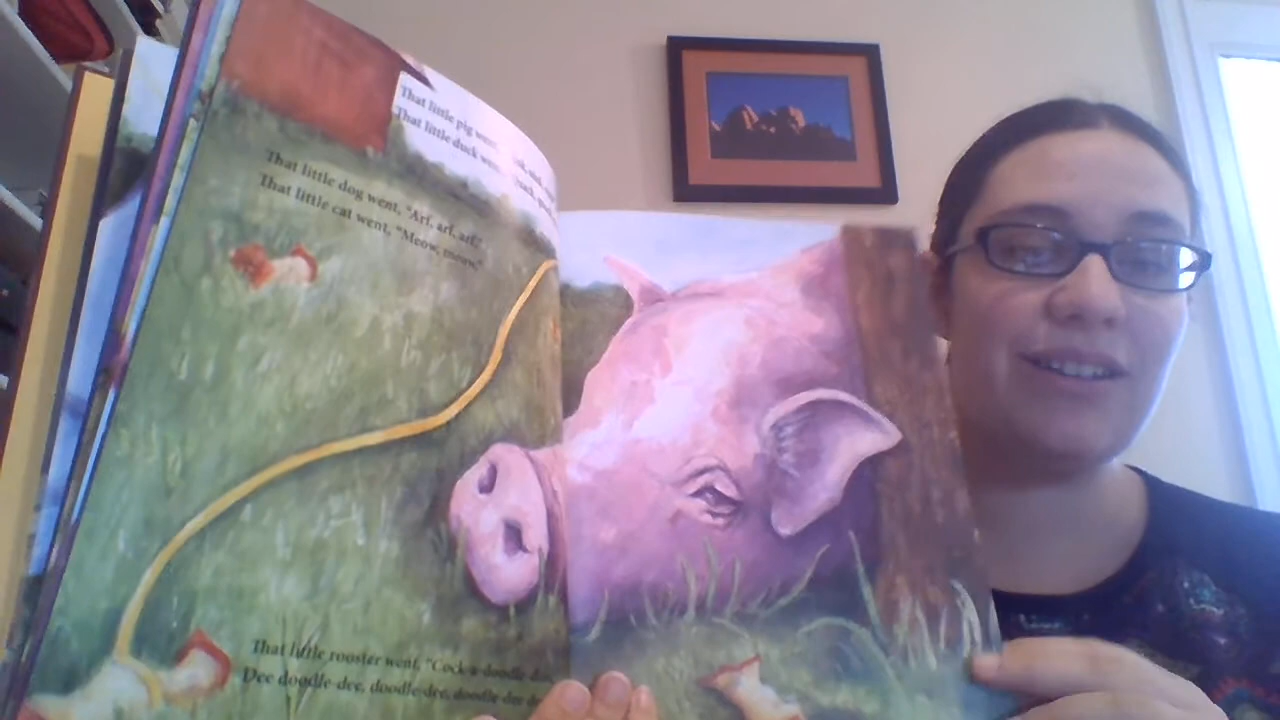 That little pig went,
That little duck went,
That little dog went, "Arf, arf, arf."
That little cat went, "Meow, meow."
That little rooster went, "Cock-a-doodle-doo,
Dee doodle-dee, doodle-dee, doodle-dee